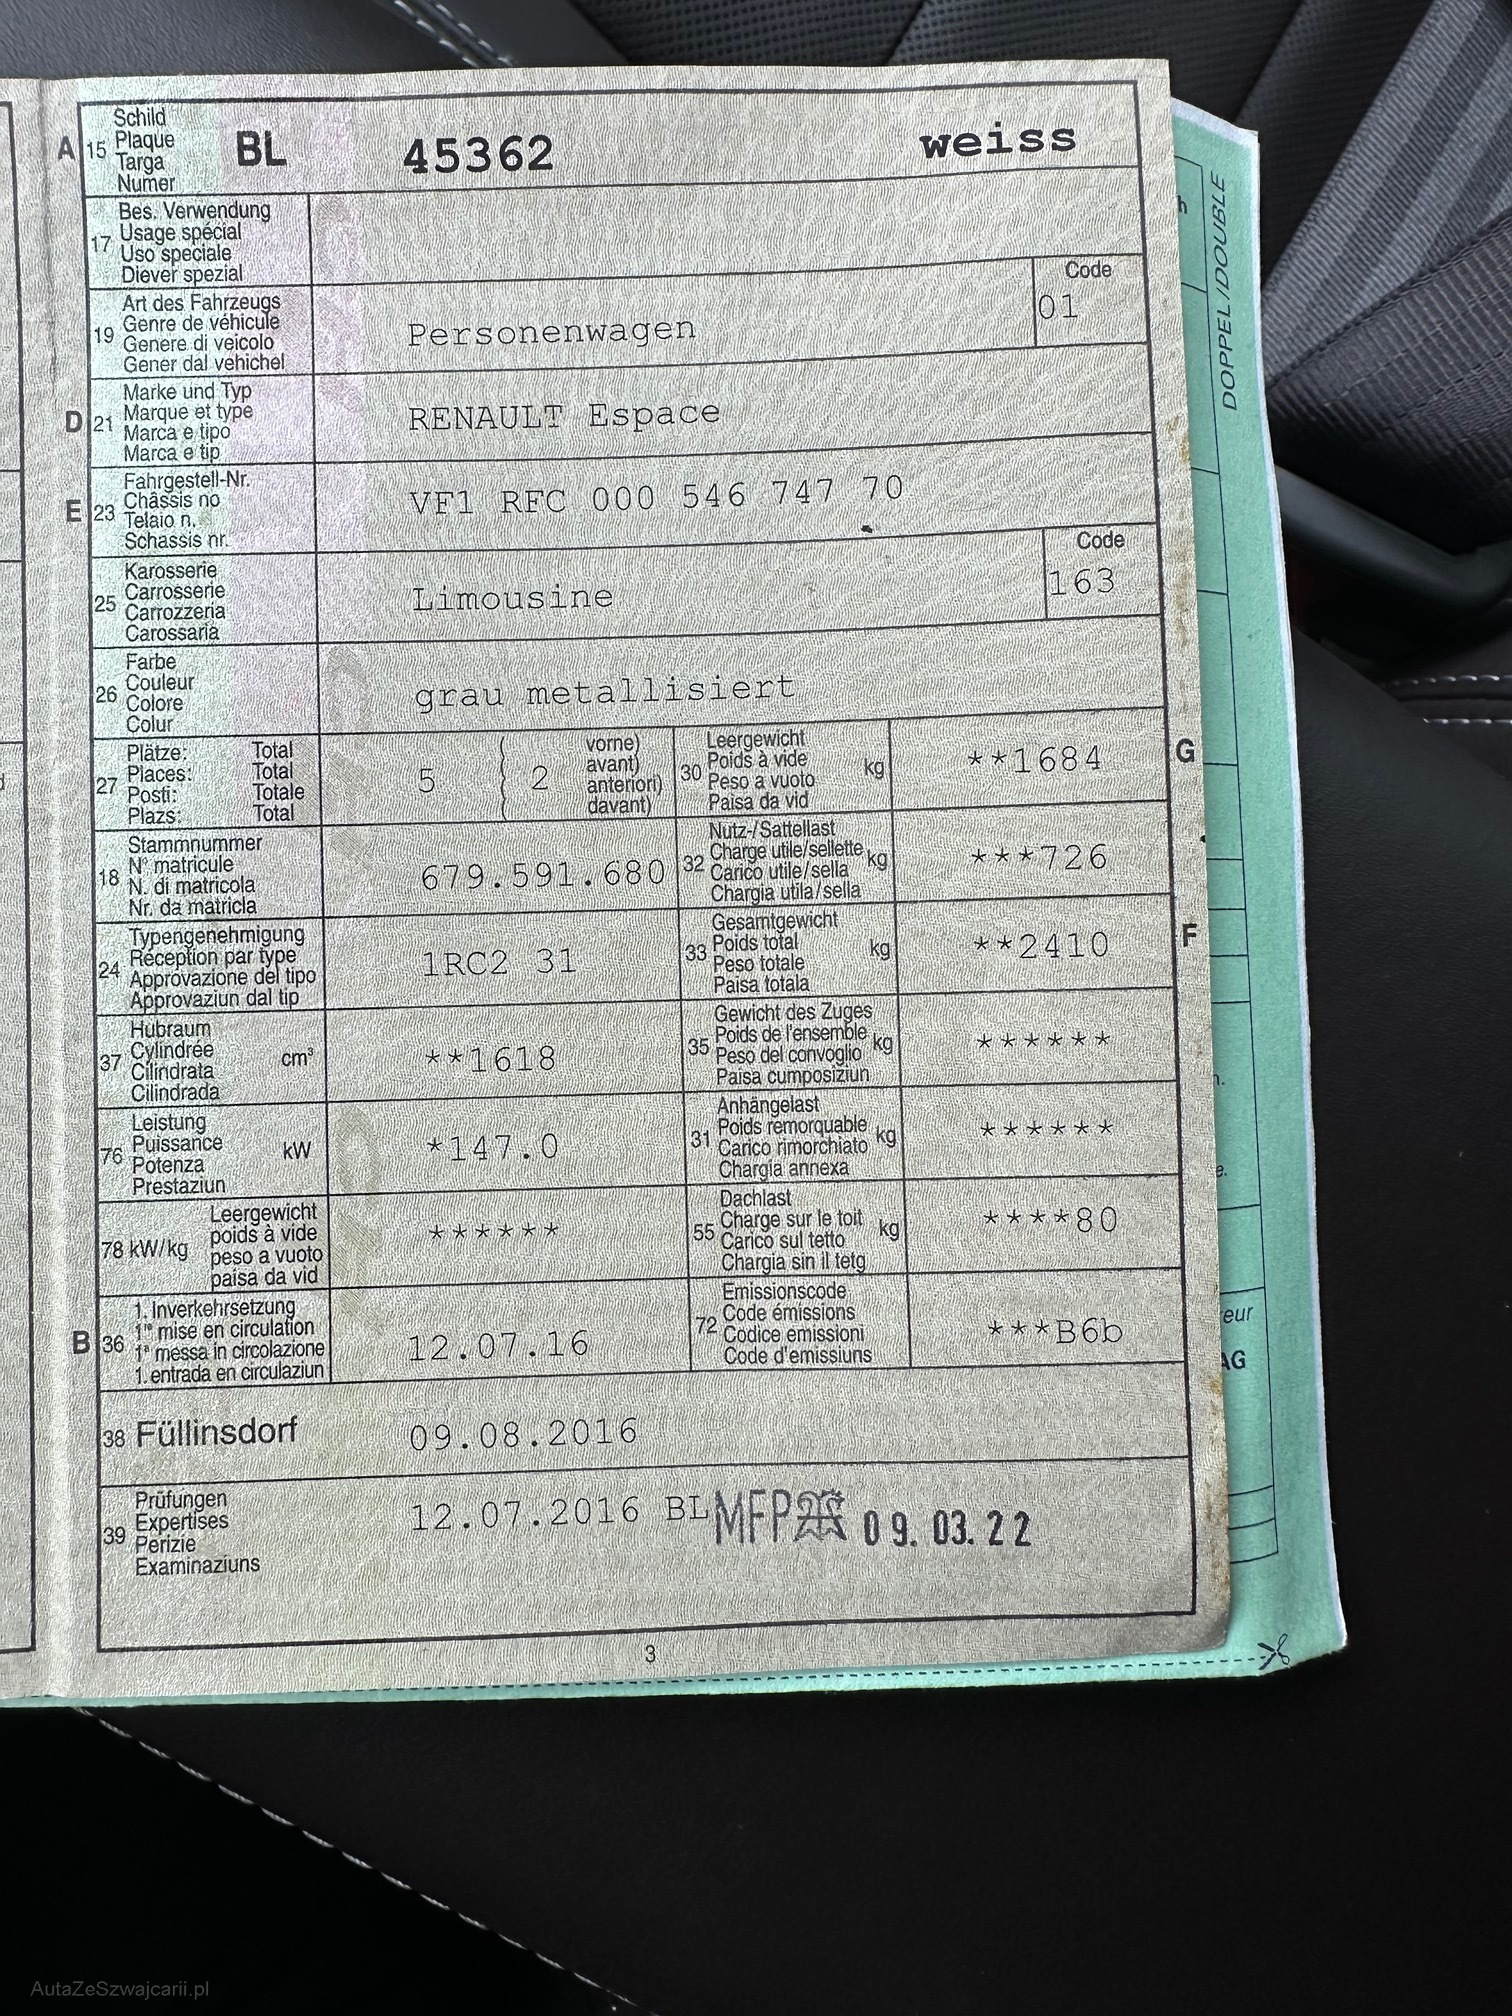 A 15 Schild Plaque Targa Numer BL 45362 weiss
17 Bes. Verwendung
Usage spécial
Uso speciale
Diever spezial
19 Art des Fahrzeugs
Genre de véhicule
Genere di veicolo
Gener dal vehichel
Personenwagen
Code
01
D 21 Marke und Typ
Marque et type
Marca e tipo
Marca e tip
RENAULT Espace
E 23 Fahrgestell-Nr.
Châssis no
Telaio n.
Schassis nr.
VF1 RFC 000 546 747 70
25 Karosserie
Carrosserie
Carrozzeria
Carossaria
Limousine
Code
163
26 Farbe
Couleur
Colore
Colur
grau metallisiert
27 Plätze: Total
Places: Total
Posti: Totale
Plazs: Total
5 ( 2 vorne)
avant)
anteriori)
davant)
30 Leergewicht
Poids à vide
Peso a vuoto
Paisa da vid
kg
**1684
G
18 Stammnummer
N° matricule
N. di matricola
Nr. da matricla
679.591.680
32 Nutz-/Sattellast
Charge utile/sellette
Carico utile/sella
Chargia utila/sella
kg
***726
24 Typengenehmigung
Réception par type
Approvazione del tipo
Approvaziun dal tip
1RC2 31
33 Gesamtgewicht
Poids total
Peso totale
Paisa totala
kg
**2410
F
37 Hubraum
Cylindrée
Cilindrata
Cilindrada
cm³
**1618
35 Gewicht des Zuges
Poids de l'ensemble
Peso del convoglio
Paisa cumposiziun
kg
******
76 Leistung
Puissance
Potenza
Prestaziun
kW
*147.0
31 Anhängelast
Poids remorquable
Carico rimorchiato
Chargia annexa
kg
******
78 kW/kg
Leergewicht
poids à vide
peso a vuoto
paisa da vid
******
55 Dachlast
Charge sur le toit
Carico sul tetto
Chargia sin il tetg
kg
****80
B 36 1. Inverkehrsetzung
1re mise en circulation
1a messa in circolazione
1. entrada en circulaziun
12.07.16
72 Emissionscode
Code émissions
Codice emissioni
Code d'emissiuns
***B6b
38 Füllinsdorf 09.08.2016
39 Prüfungen
Expertises
Perizie
Examinaziuns
12.07.2016 BL MFP 09.03.22
3
DOPPEL/DOUBLE
h
n.
e.
eur
AG
AutaZeSzwajcarii.pl